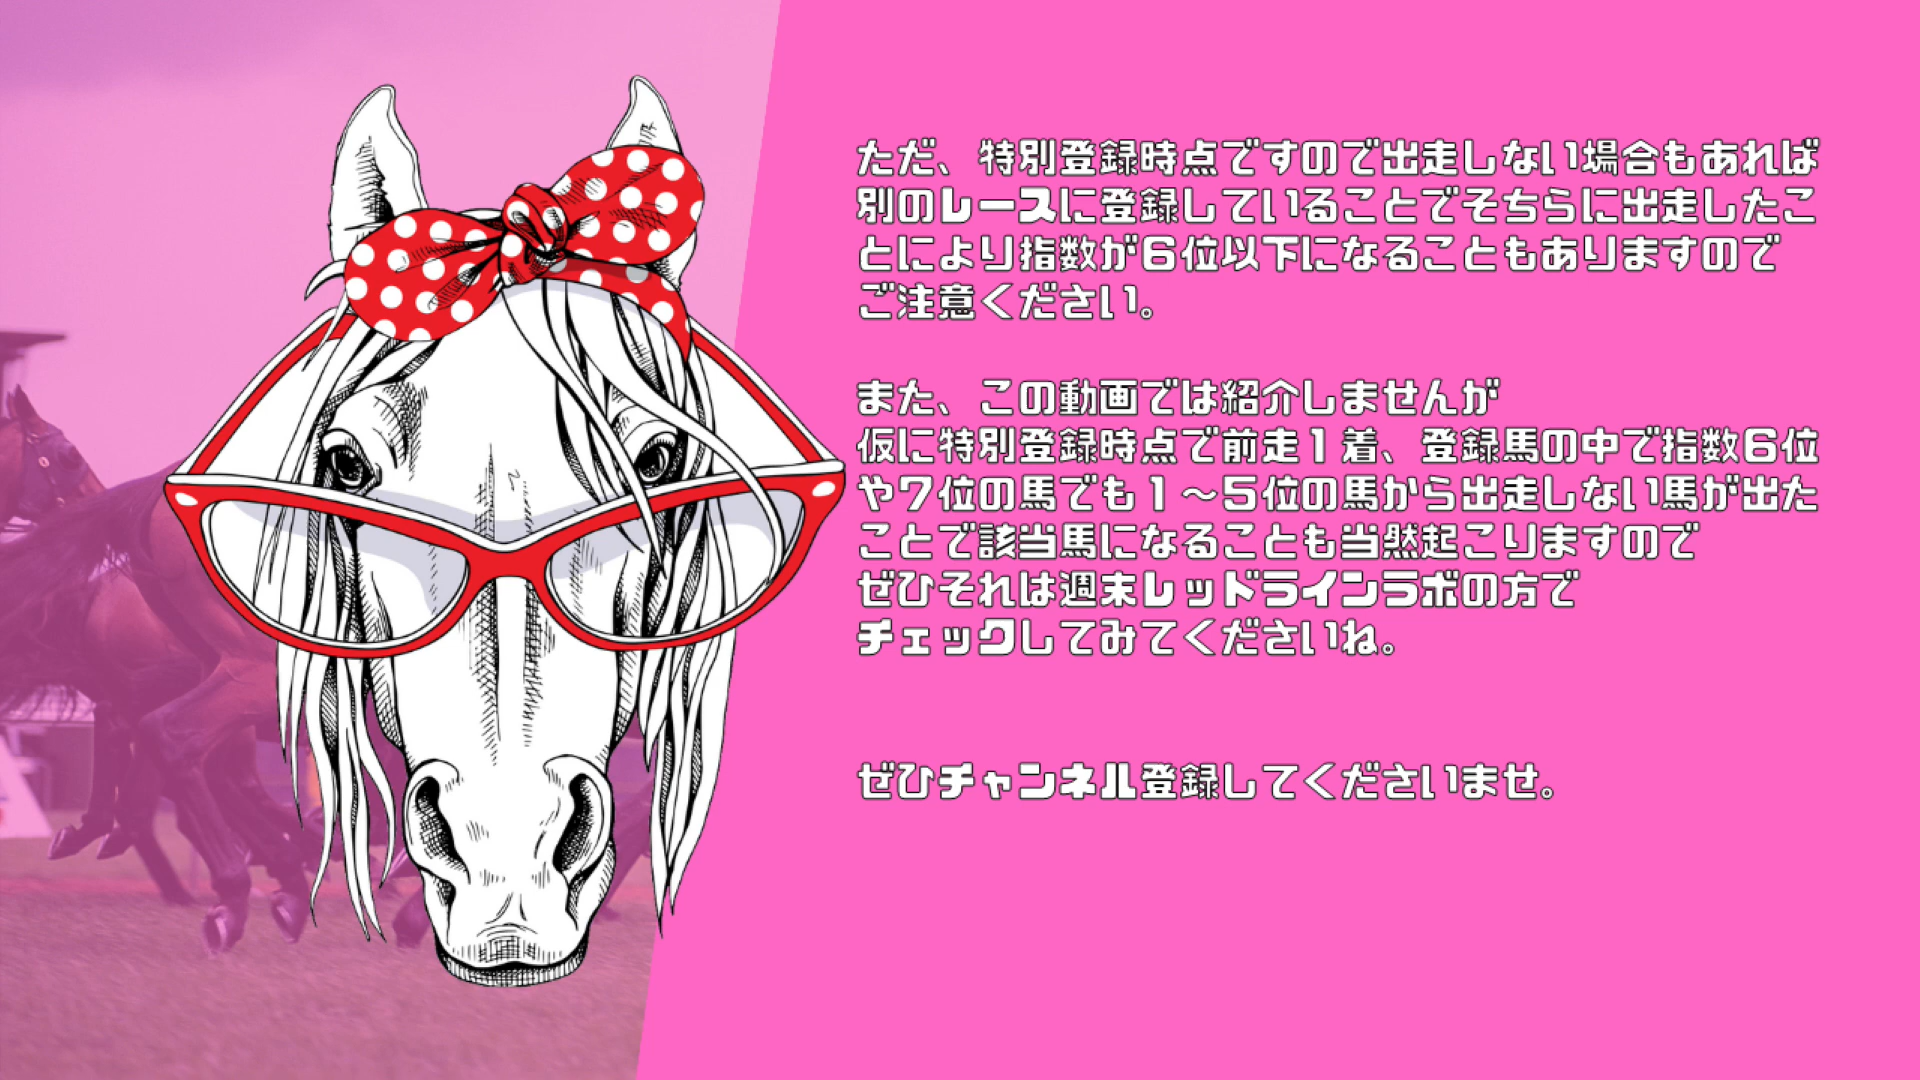 ただ、特別登録時点ですので出走しない場合もあれば
別のレースに登録していることでそちらに出走したこ
とにより指数が６位以下になることもありますので
ご注意ください。
また、この動画では紹介しませんが
仮に特別登録時点で前走１着、登録馬の中で指数６位
や７位の馬でも１～５位の馬から出走しない馬が出た
ことで該当馬になることも当然起こりますので
ぜひそれは週末レッドラインラボの方で
チェックしてみてくださいね。
ぜひチャンネル登録してくださいませ。